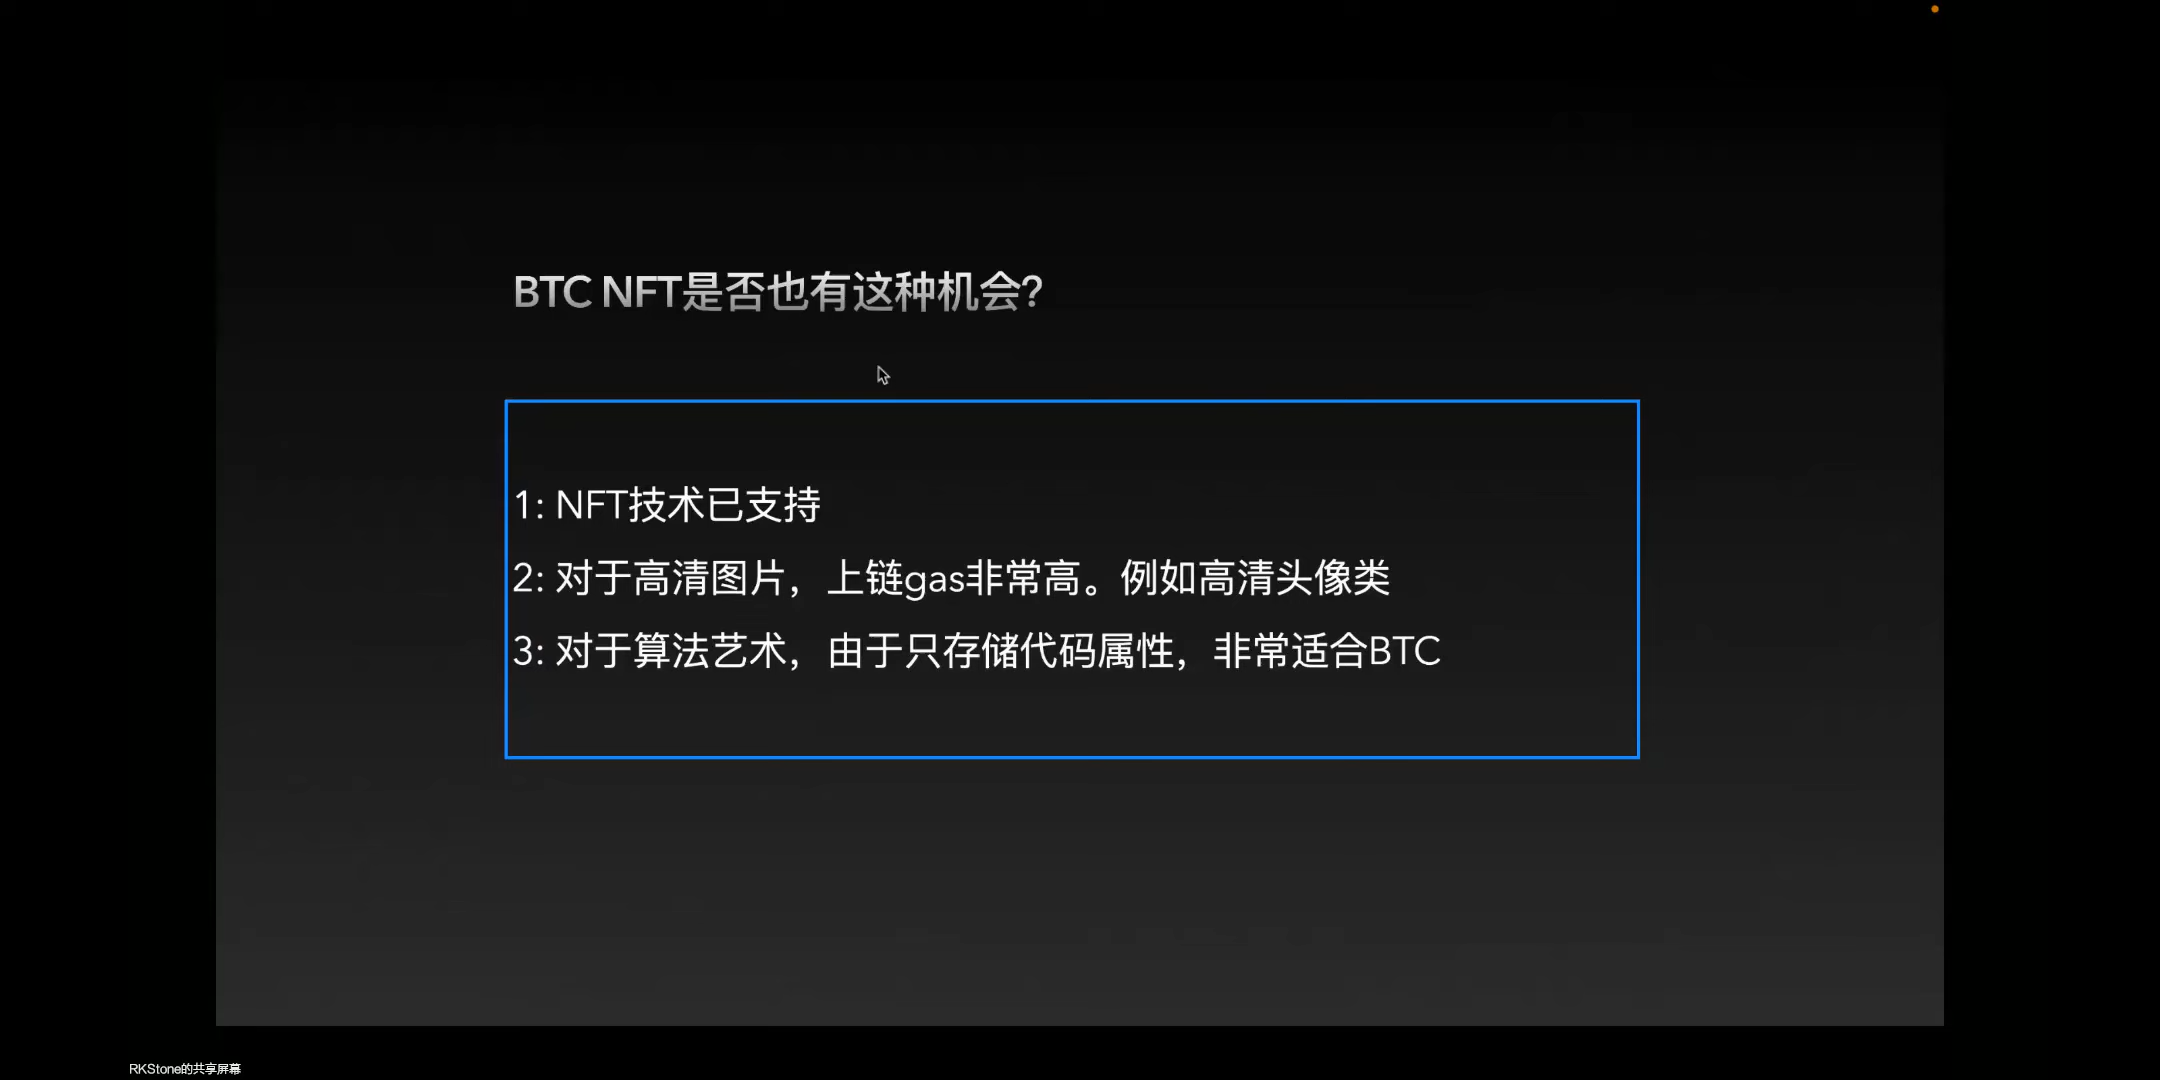 BTC NFT是否也有这种机会？
1: NFT技术已支持
2: 对于高清图片，上链gas非常高。例如高清头像类
3: 对于算法艺术，由于只存储代码属性，非常适合BTC
RKStone的共享屏幕